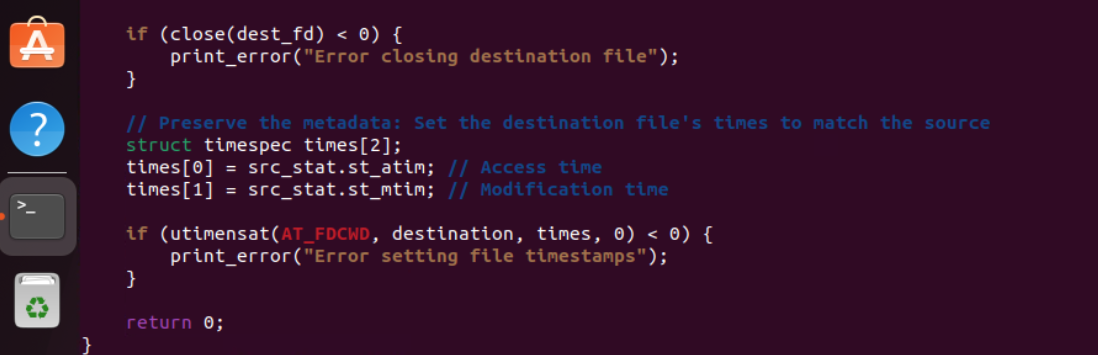 if (close(dest_fd) < 0) {
    print_error("Error closing destination file");
}

// Preserve the metadata: Set the destination file's times to match the source
struct timespec times[2];
times[0] = src_stat.st_atim; // Access time
times[1] = src_stat.st_mtim; // Modification time

if (utimensat(AT_FDCWD, destination, times, 0) < 0) {
    print_error("Error setting file timestamps");
}

return 0;
}